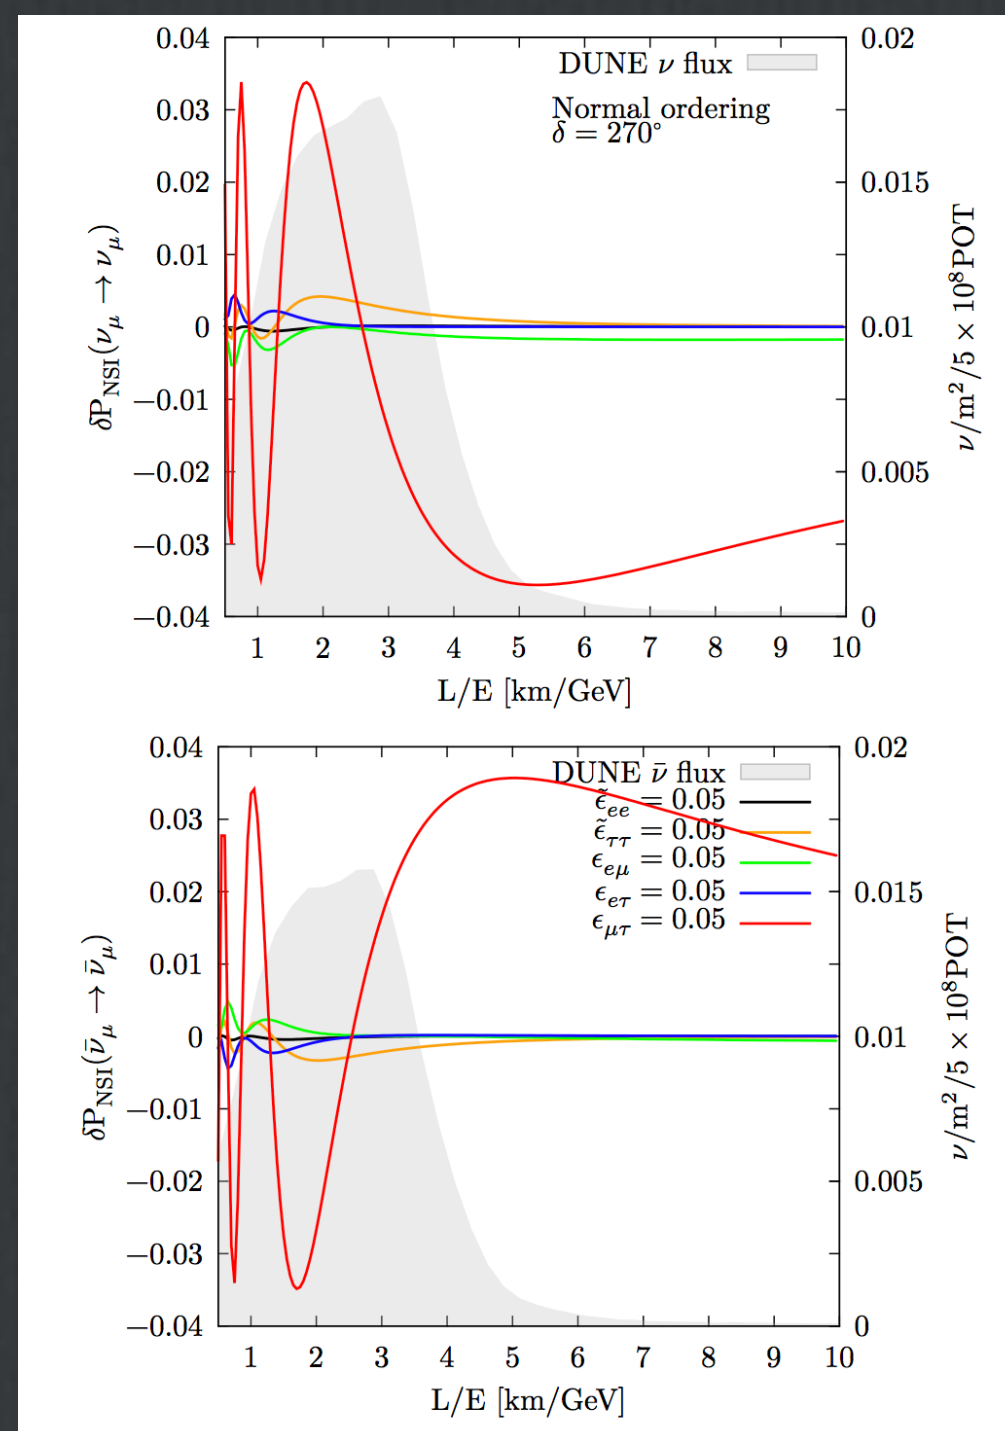 0.04
0.03
0.02
0.01
0
−0.01
−0.02
−0.03
−0.04
δP_NSI(ν_μ → ν_μ)
DUNE ν flux
Normal ordering
δ = 270°
0.02
0.015
0.01
0.005
0
ν/m²/5 × 10⁸POT
1 2 3 4 5 6 7 8 9 10
L/E [km/GeV]
0.04
0.03
0.02
0.01
0
−0.01
−0.02
−0.03
−0.04
δP_NSI(ν̄_μ → ν̄_μ)
DUNE ν̄ flux
ϵ̃_ee = 0.05
ϵ̃_ττ = 0.05
ϵ_eμ = 0.05
ϵ_eτ = 0.05
ϵ_μτ = 0.05
0.02
0.015
0.01
0.005
0
ν/m²/5 × 10⁸POT
1 2 3 4 5 6 7 8 9 10
L/E [km/GeV]